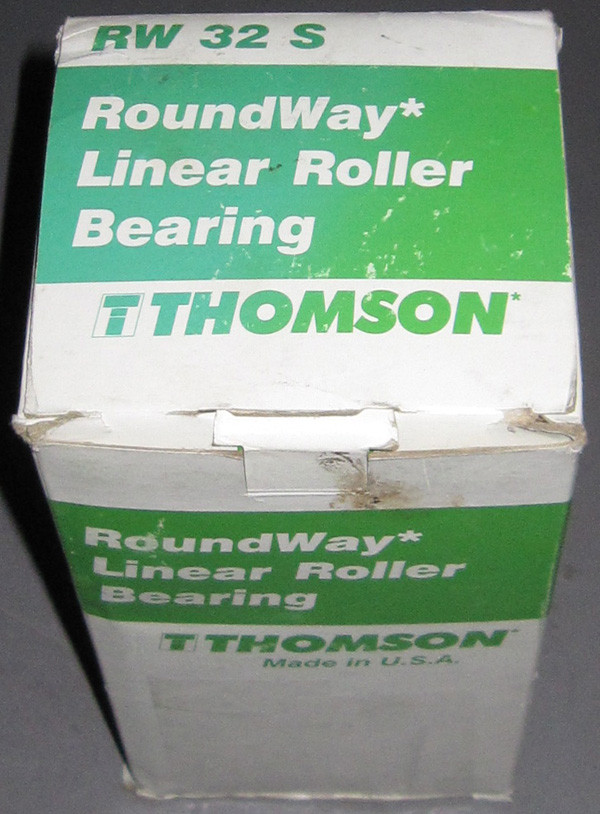 RW 32 S
RoundWay*
Linear Roller
Bearing
THOMSON*
RoundWay*
Linear Roller
Bearing
THOMSON*
Made in U.S.A.